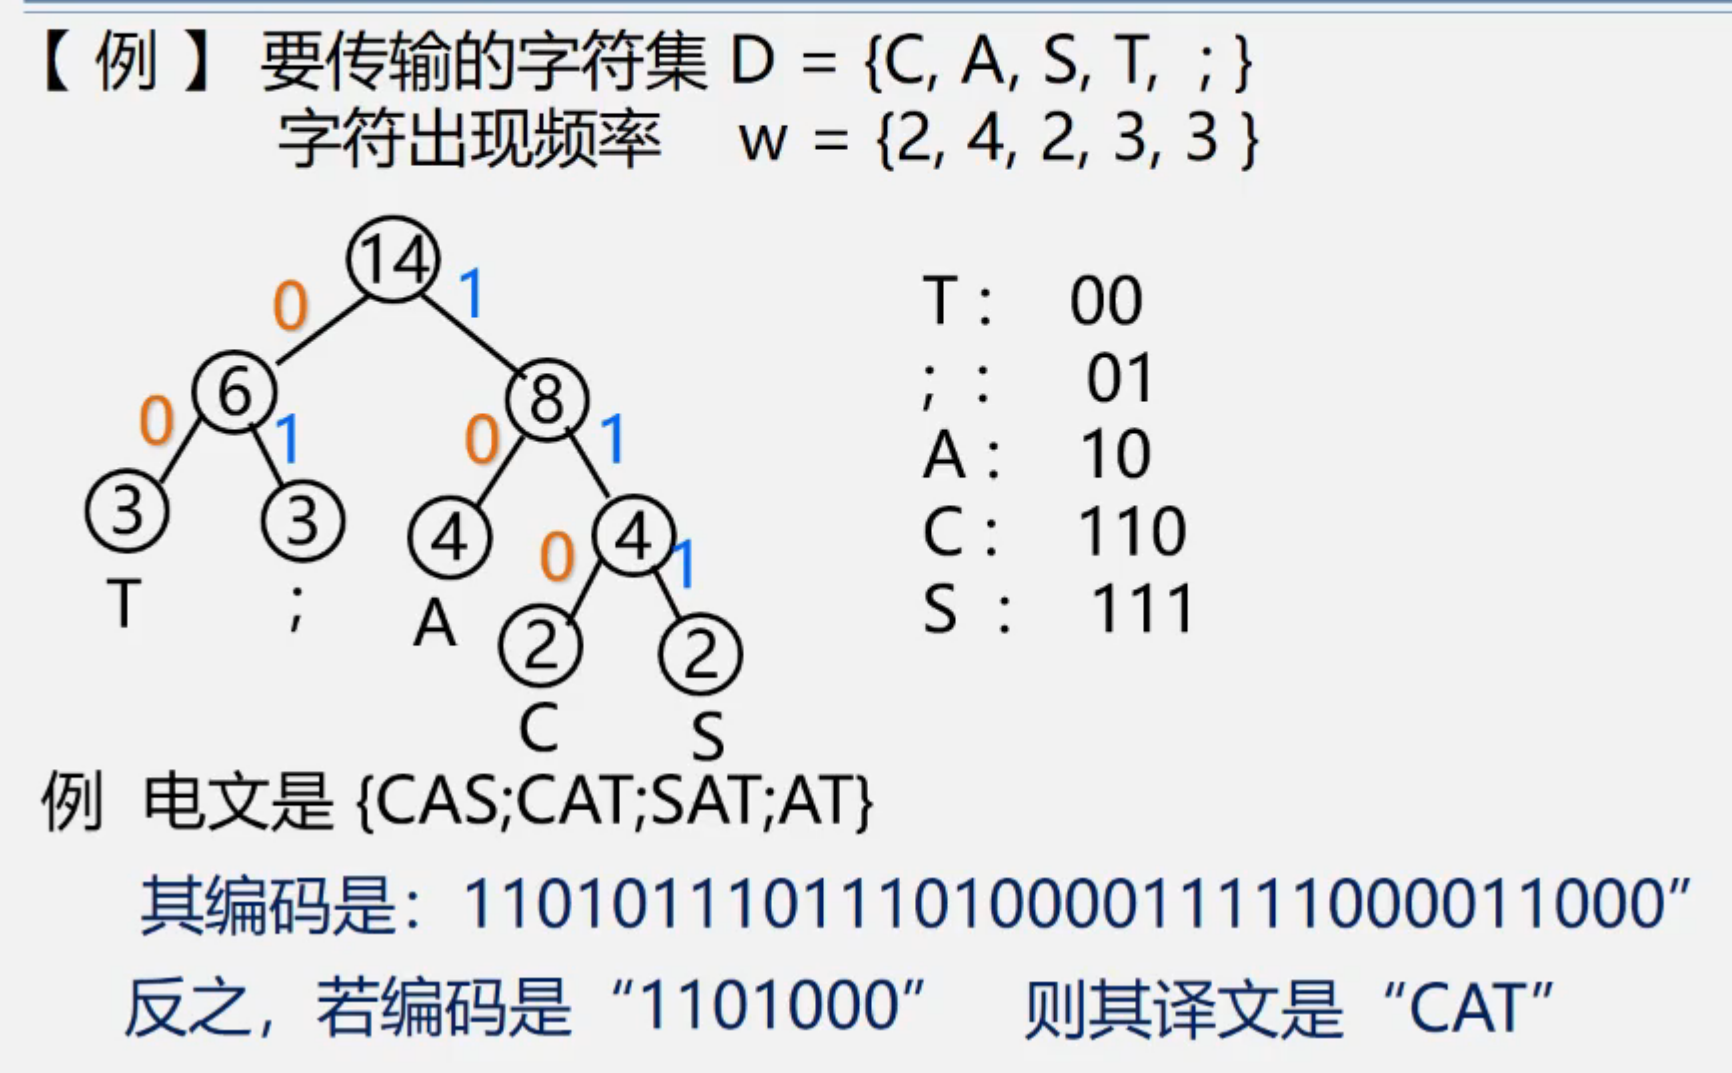 【 例 】 要传输的字符集 D = {C, A, S, T, ; }
字符出现频率 w = {2, 4, 2, 3, 3 }
14
0 1
6 8
0 1 0 1
3 3 4 4
0 1
T ; A 2 2
C S
T : 00
; : 01
A : 10
C : 110
S : 111
例 电文是 {CAS;CAT;SAT;AT}
其编码是：11010111011101000011111000011000”
反之，若编码是“1101000” 则其译文是“CAT”